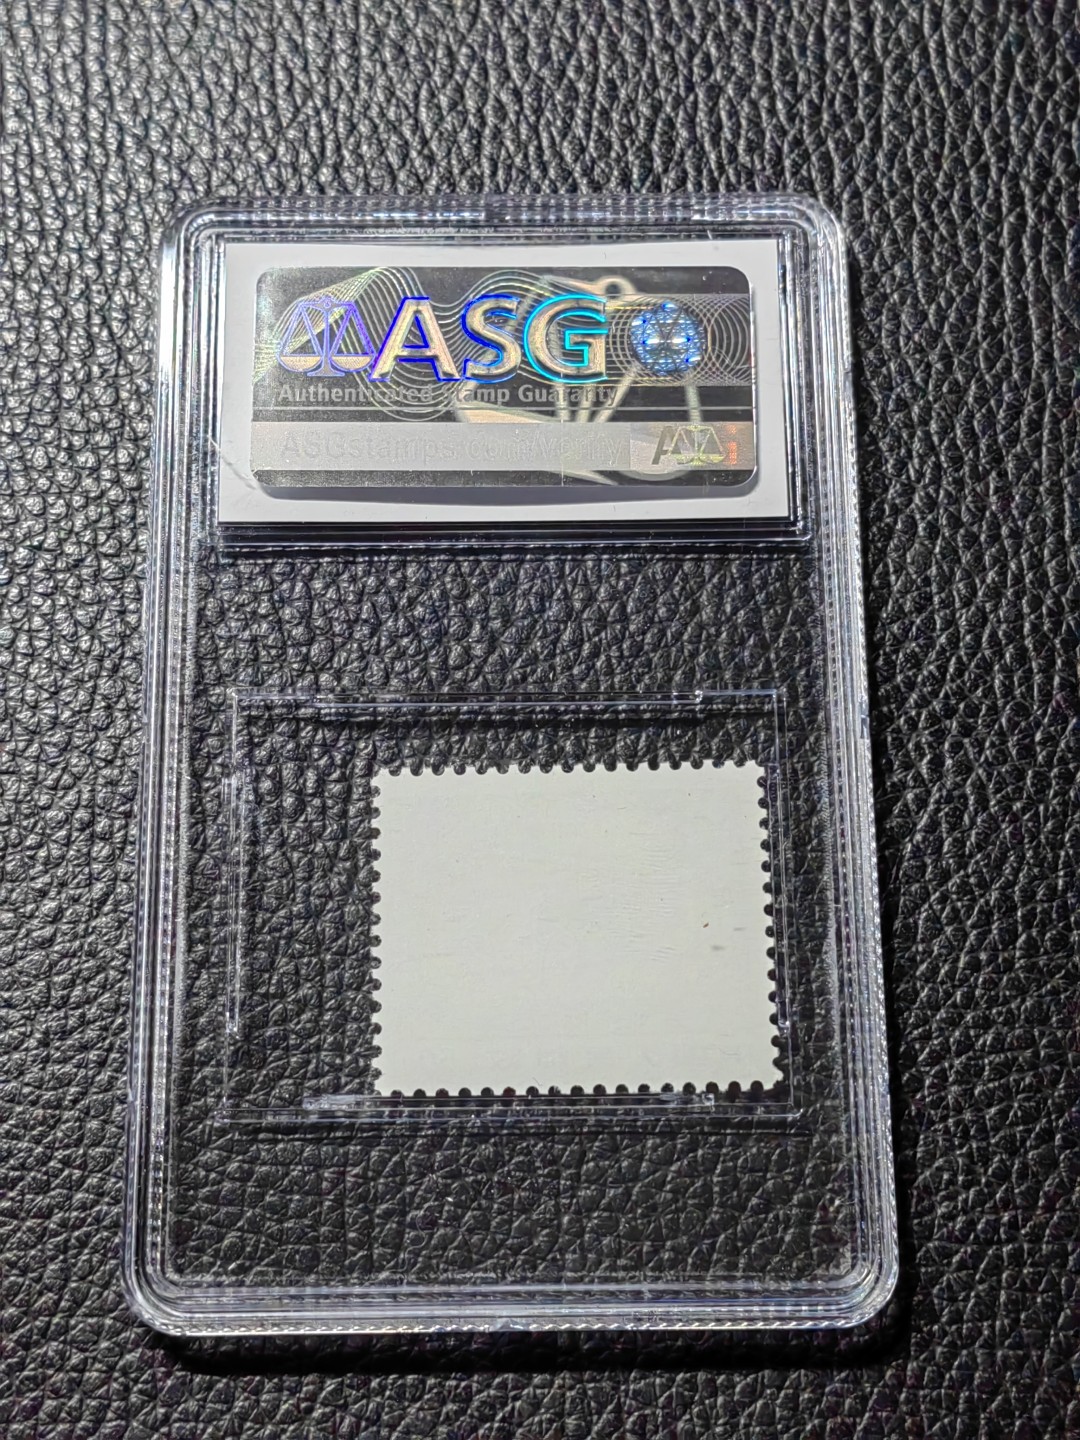 ASG
Authenticated Stamp Guaranty
ASGstamps.com/verify